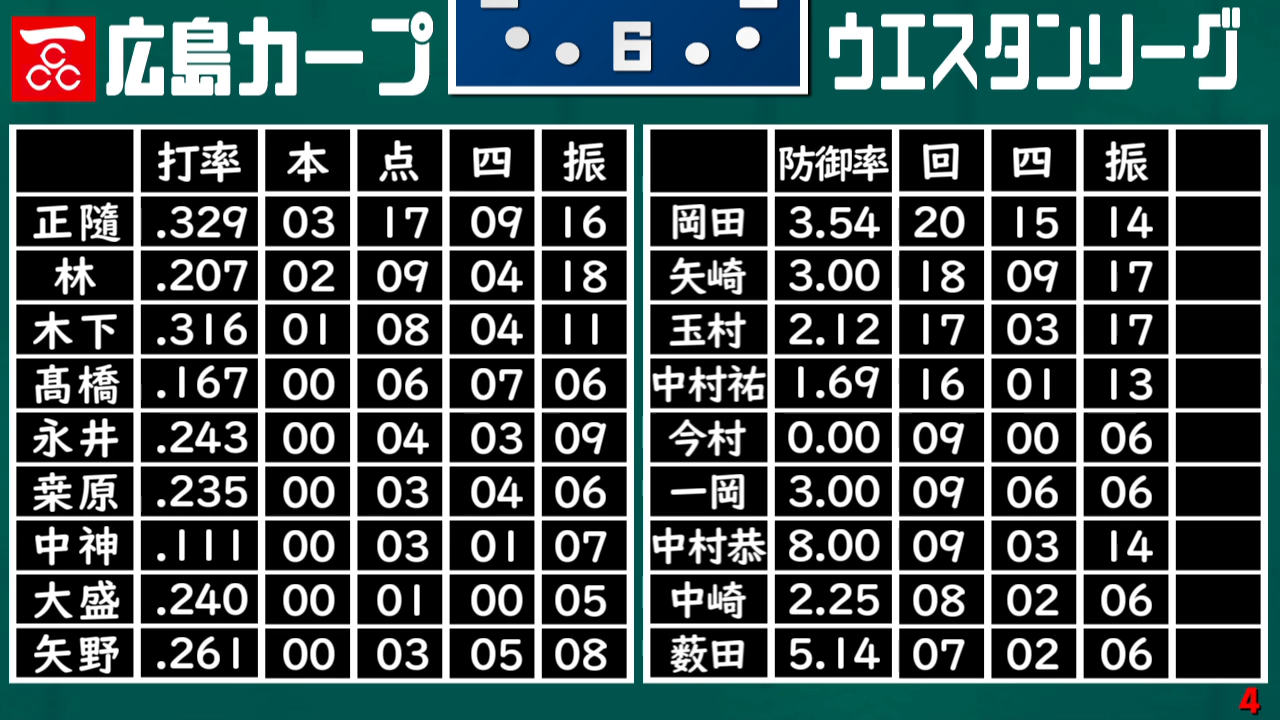 一
CCC
広島カープ
6
ウエスタンリーグ
打率 本 点 四 振
正隨 .329 03 17 09 16
林 .207 02 09 04 18
木下 .316 01 08 04 11
髙橋 .167 00 06 07 06
永井 .243 00 04 03 09
桒原 .235 00 03 04 06
中神 .111 00 03 01 07
大盛 .240 00 01 00 05
矢野 .261 00 03 05 08
防御率 回 四 振
岡田 3.54 20 15 14
矢崎 3.00 18 09 17
玉村 2.12 17 03 17
中村祐 1.69 16 01 13
今村 0.00 09 00 06
一岡 3.00 09 06 06
中村恭 8.00 09 03 14
中崎 2.25 08 02 06
薮田 5.14 07 02 06
4